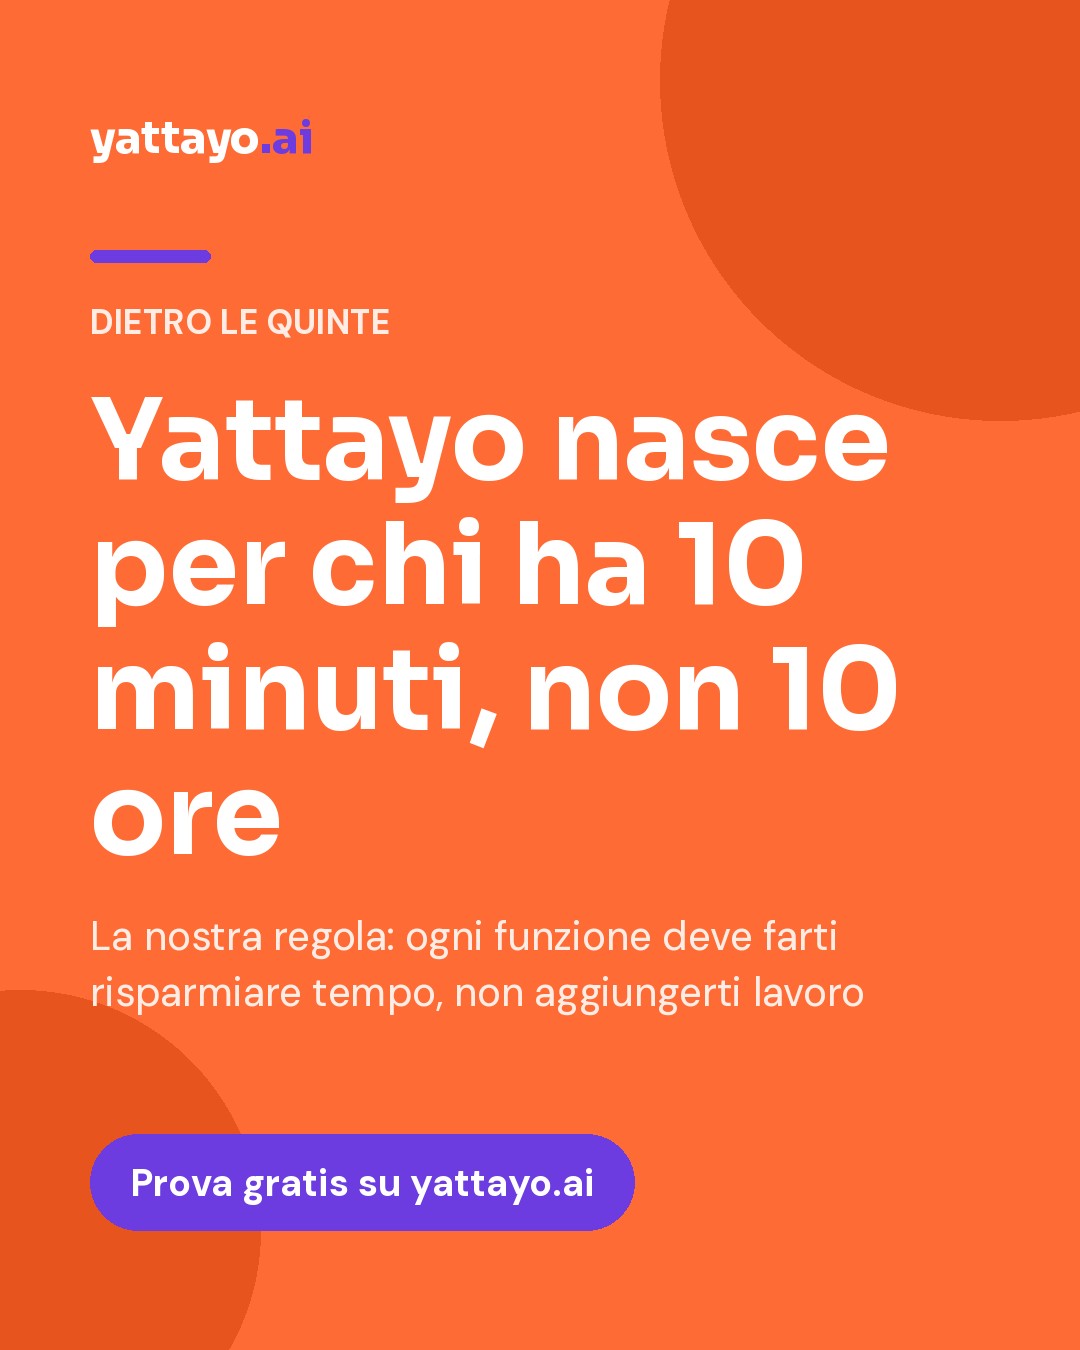 yattayo.ai
DIETRO LE QUINTE
Yattayo nasce
per chi ha 10
minuti, non 10
ore
La nostra regola: ogni funzione deve farti
risparmiare tempo, non aggiungerti lavoro
Prova gratis su yattayo.ai